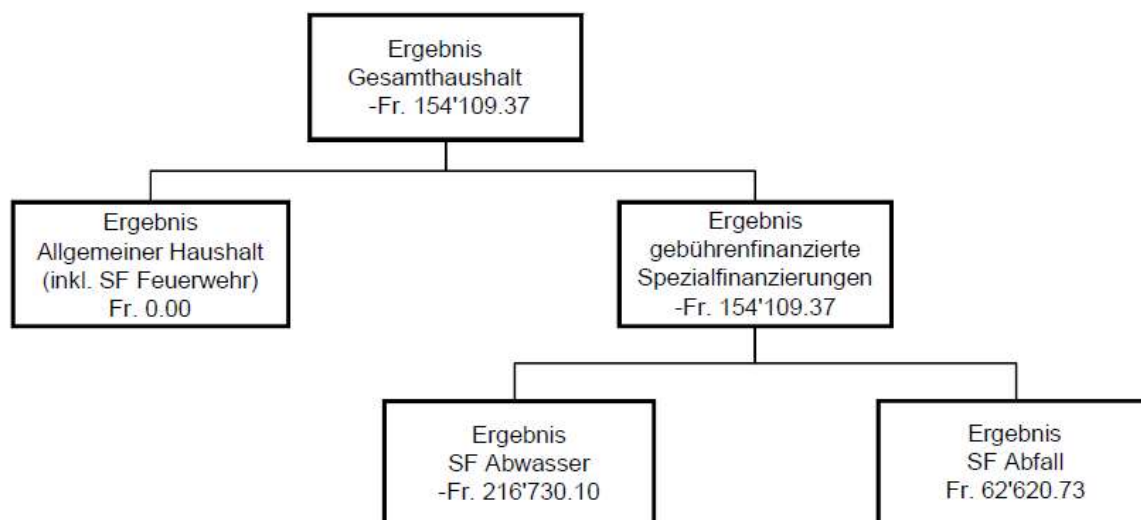 Ergebnis
Gesamthaushalt
-Fr. 154'109.37
Ergebnis
Allgemeiner Haushalt
(inkl. SF Feuerwehr)
Fr. 0.00
Ergebnis
gebührenfinanzierte
Spezialfinanzierungen
-Fr. 154'109.37
Ergebnis
SF Abwasser
-Fr. 216'730.10
Ergebnis
SF Abfall
Fr. 62'620.73